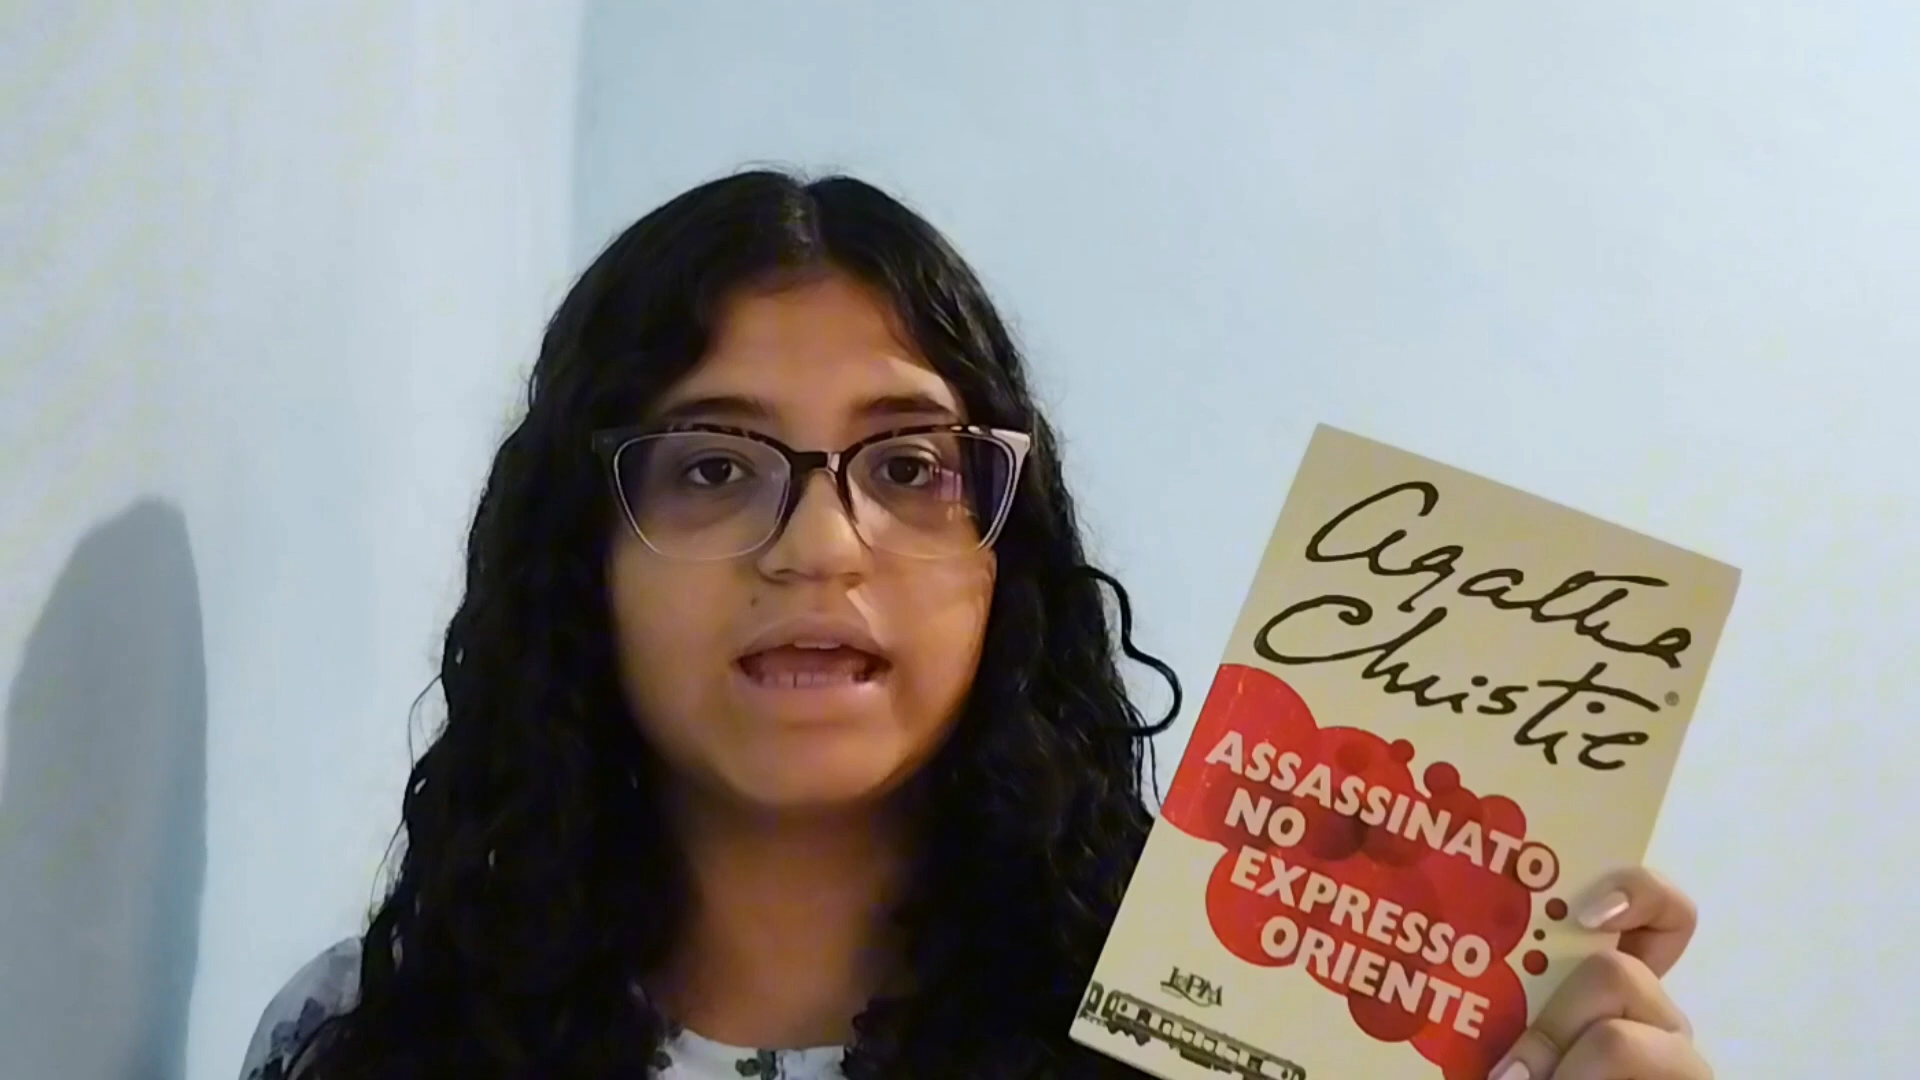 Agatha
Christie®
ASSASSINATO
NO
EXPRESSO
ORIENTE
L&PM